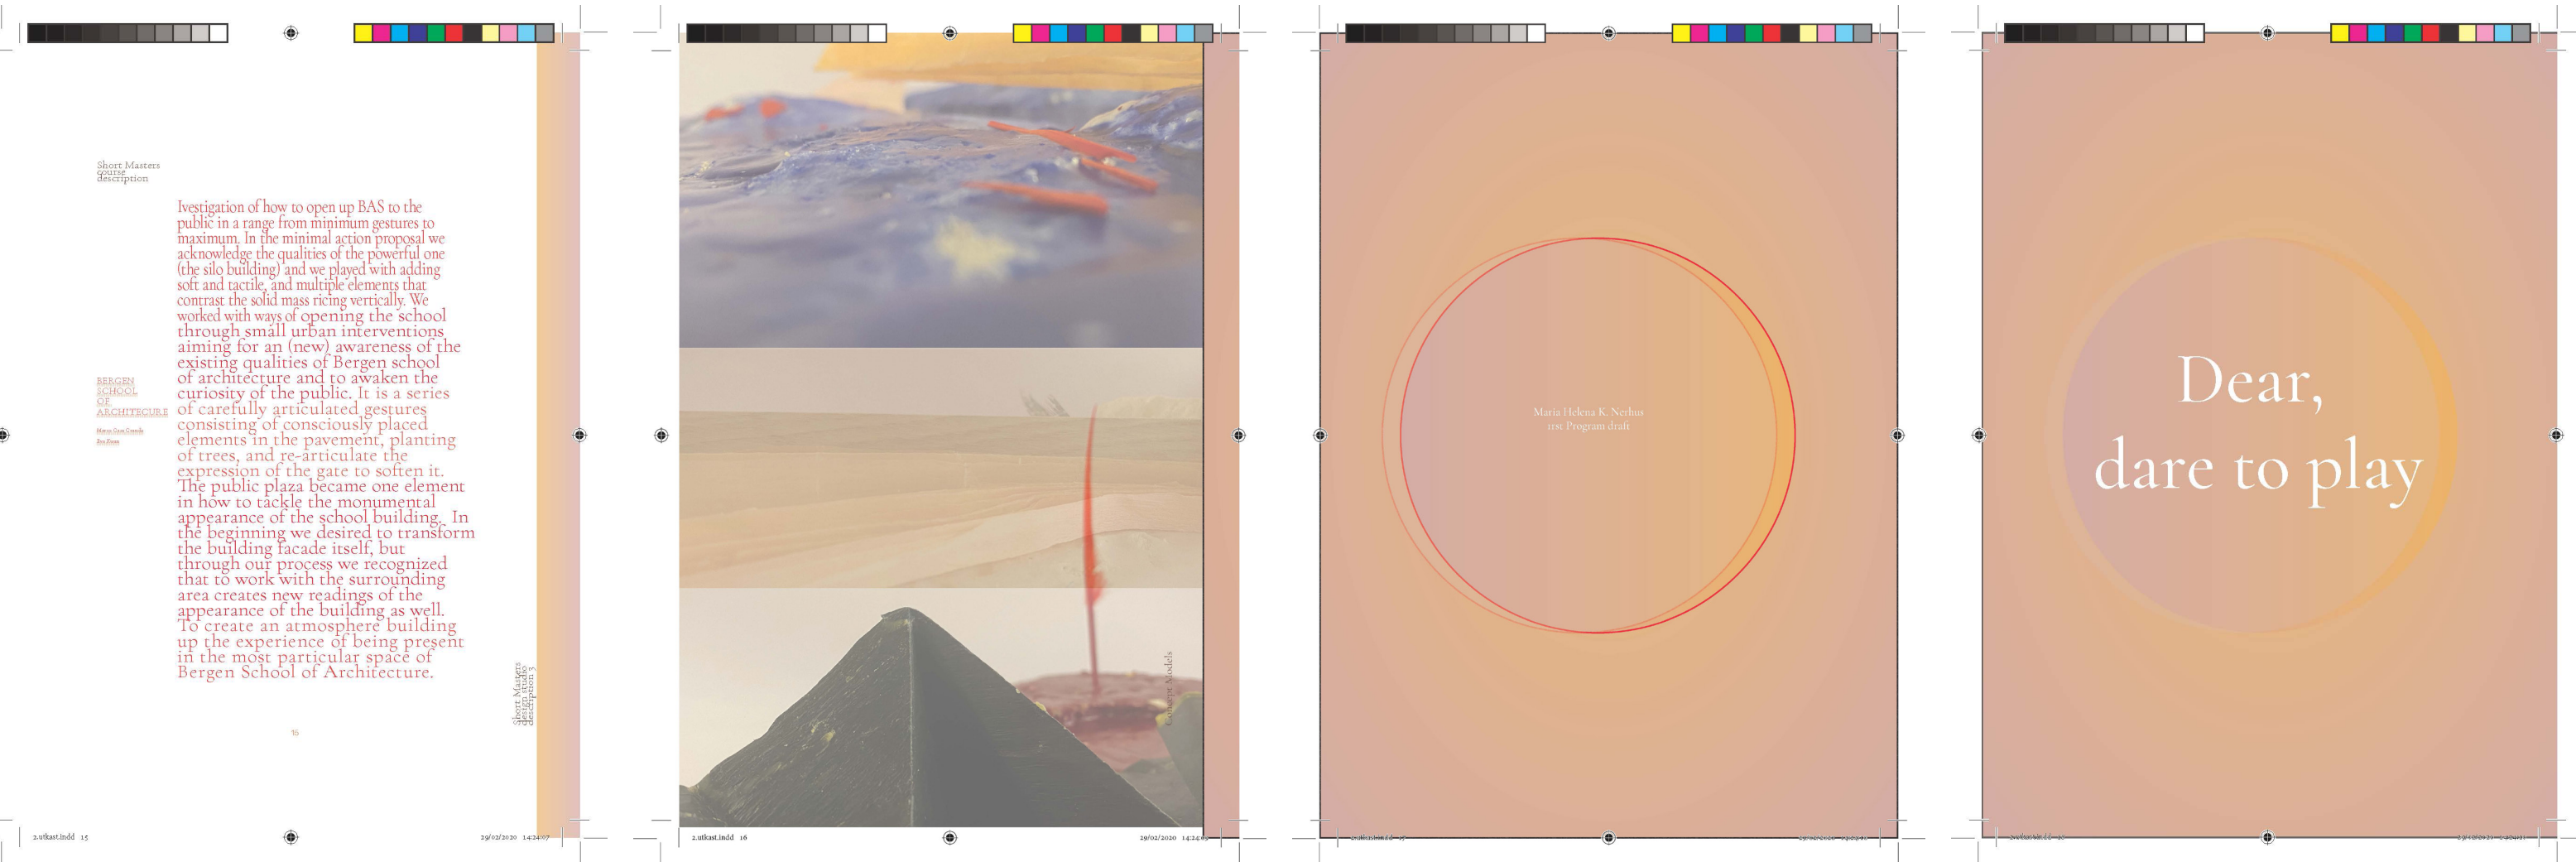 Short Masters
course
description
Ivestigation of how to open up BAS to the
public in a range from minimum gestures to
maximum. In the minimal action proposal we
acknowledge the qualities of the powerful one
(the silo building) and we played with adding
soft and tactile, and multiple elements that
contrast the solid mass ricing vertically. We
worked with ways of opening the school
through small urban interventions
aiming for an (new) awareness of the
existing qualities of Bergen school
of architecture and to awaken the
curiosity of the public. It is a series
of carefully articulated gestures
consisting of consciously placed
elements in the pavement, planting
of trees, and re-articulate the
expression of the gate to soften it.
The public plaza became one element
in how to tackle the monumental
appearance of the school building. In
the beginning we desired to transform
the building facade itself, but
through our process we recognized
that to work with the surrounding
area creates new readings of the
appearance of the building as well.
To create an atmosphere building
up the experience of being present
in the most particular space of
Bergen School of Architecture.
BERGEN
SCHOOL
OF
ARCHITECURE
Marco Casa Grande
Short Masters
design studio
description 3
15
2.utkast.indd 15
29/02/2020 14:24:07
Concept Models
2.utkast.indd 16
29/02/2020
Maria Helena K. Nerhus
irst Program draft
2.utkast.indd 17
Dear,
dare to play